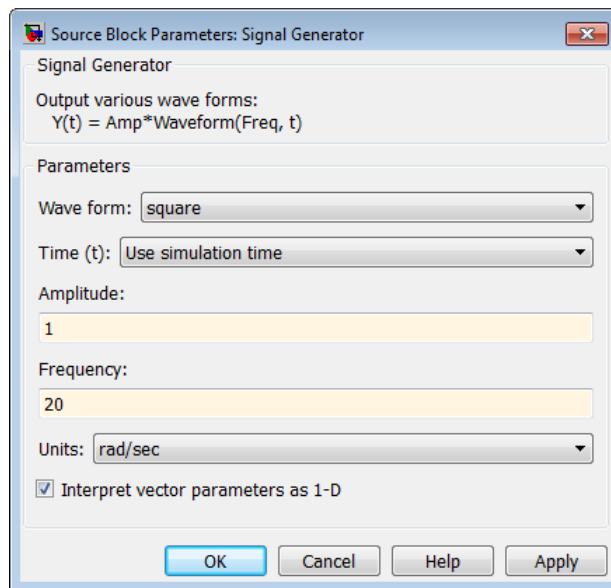 Source Block Parameters: Signal Generator
Signal Generator
Output various wave forms:
Y(t) = Amp*Waveform(Freq, t)
Parameters
Wave form: square
Time (t): Use simulation time
Amplitude:
1
Frequency:
20
Units: rad/sec
Interpret vector parameters as 1-D
OK Cancel Help Apply